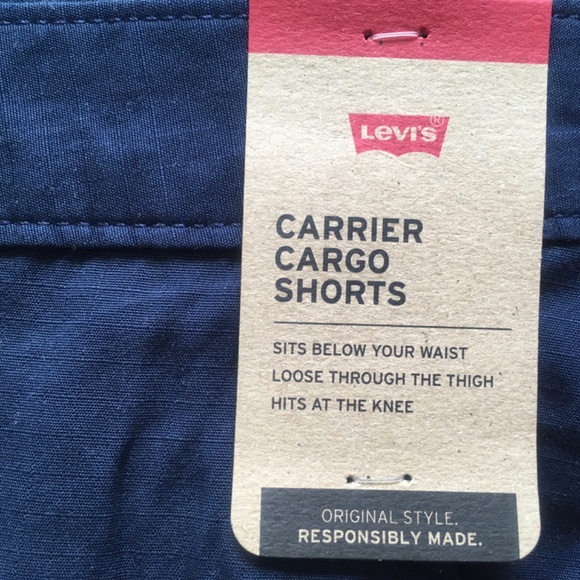 Levi's®
CARRIER
CARGO
SHORTS
SITS BELOW YOUR WAIST
LOOSE THROUGH THE THIGH
HITS AT THE KNEE
ORIGINAL STYLE.
RESPONSIBLY MADE.